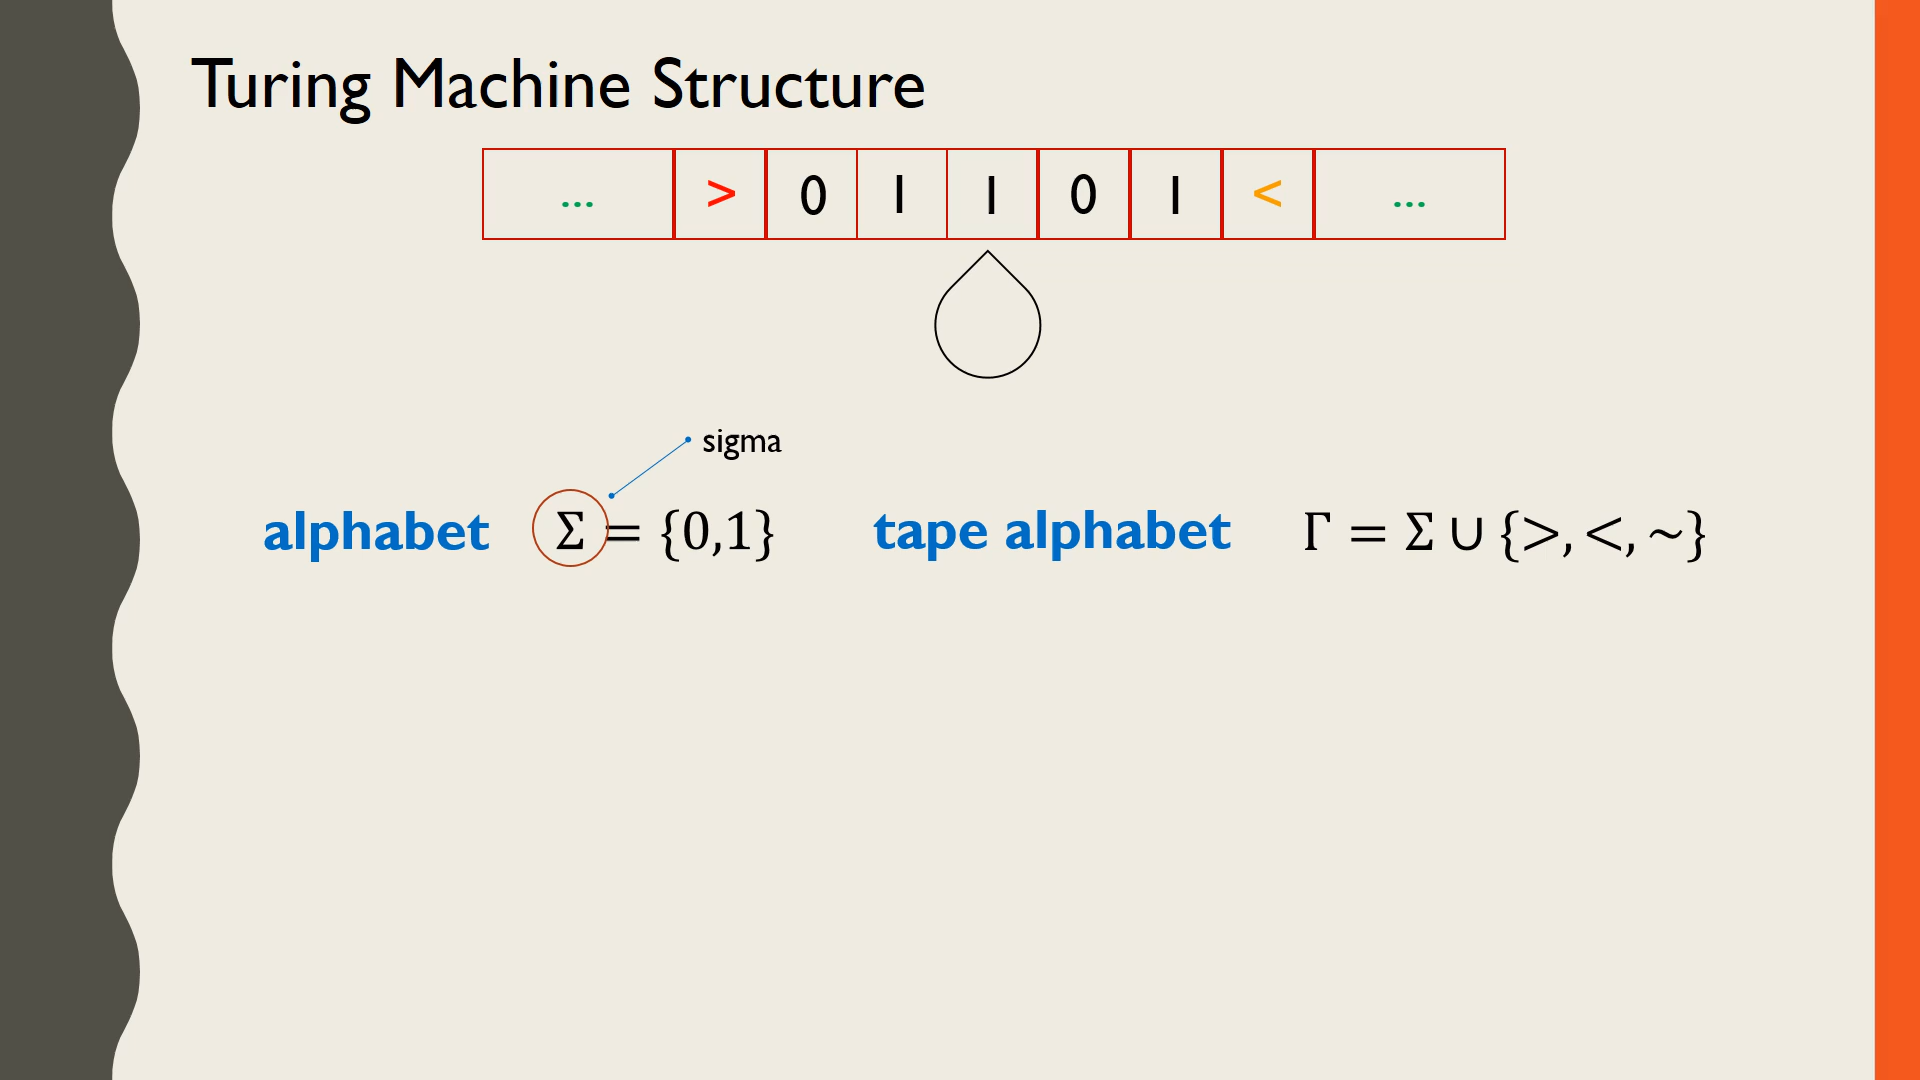 Turing Machine Structure
... > 0 1 1 0 1 < ...
sigma
alphabet Σ = {0,1} tape alphabet Γ = Σ ∪ {>, <, ~}